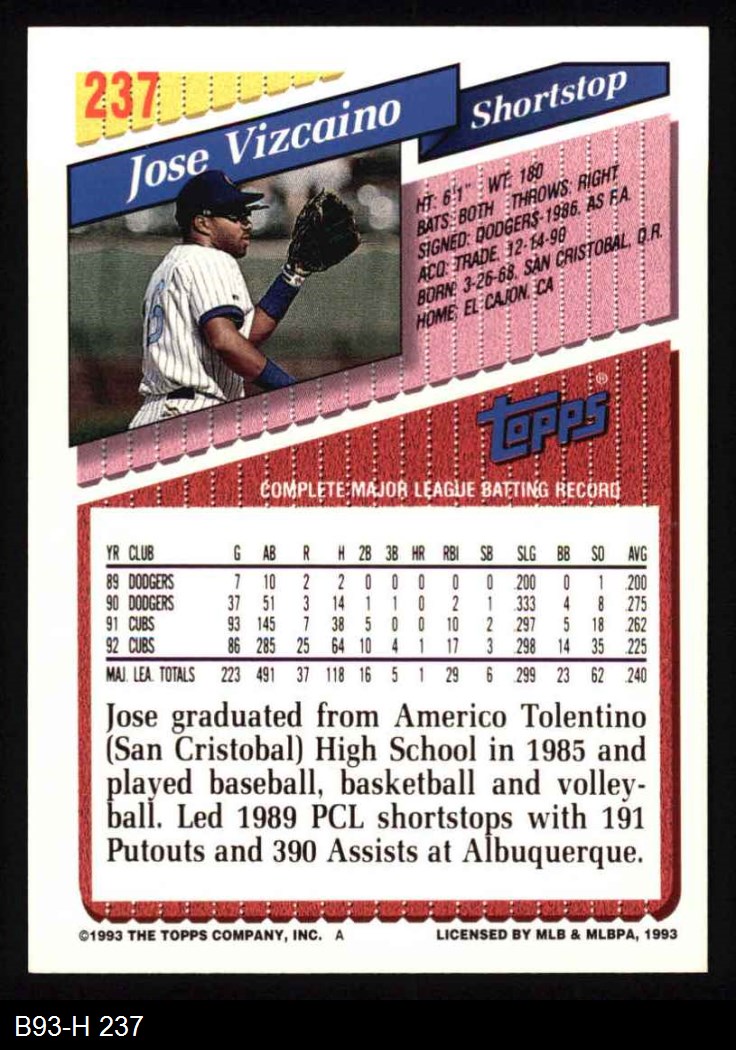 237
Jose Vizcaino
Shortstop
HT: 6'1" WT: 180
BATS: BOTH THROWS: RIGHT
SIGNED: DODGERS-1986, AS F.A.
ACQ: TRADE, 12-14-90
BORN: 3-26-68, SAN CRISTOBAL, D.R.
HOME: EL CAJON, CA
topps®
COMPLETE MAJOR LEAGUE BATTING RECORD
YR CLUB G AB R H 2B 3B HR RBI SB SLG BB SO AVG
89 DODGERS 7 10 2 2 0 0 0 0 0 .200 0 1 .200
90 DODGERS 37 51 3 14 1 1 0 2 1 .333 4 8 .275
91 CUBS 93 145 7 38 5 0 0 10 2 .297 5 18 .262
92 CUBS 86 285 25 64 10 4 1 17 3 .298 14 35 .225
MAJ. LEA. TOTALS 223 491 37 118 16 5 1 29 6 .299 23 62 .240
Jose graduated from Americo Tolentino
(San Cristobal) High School in 1985 and
played baseball, basketball and volley-
ball. Led 1989 PCL shortstops with 191
Putouts and 390 Assists at Albuquerque.
©1993 THE TOPPS COMPANY, INC. A
LICENSED BY MLB & MLBPA, 1993
B93-H 237